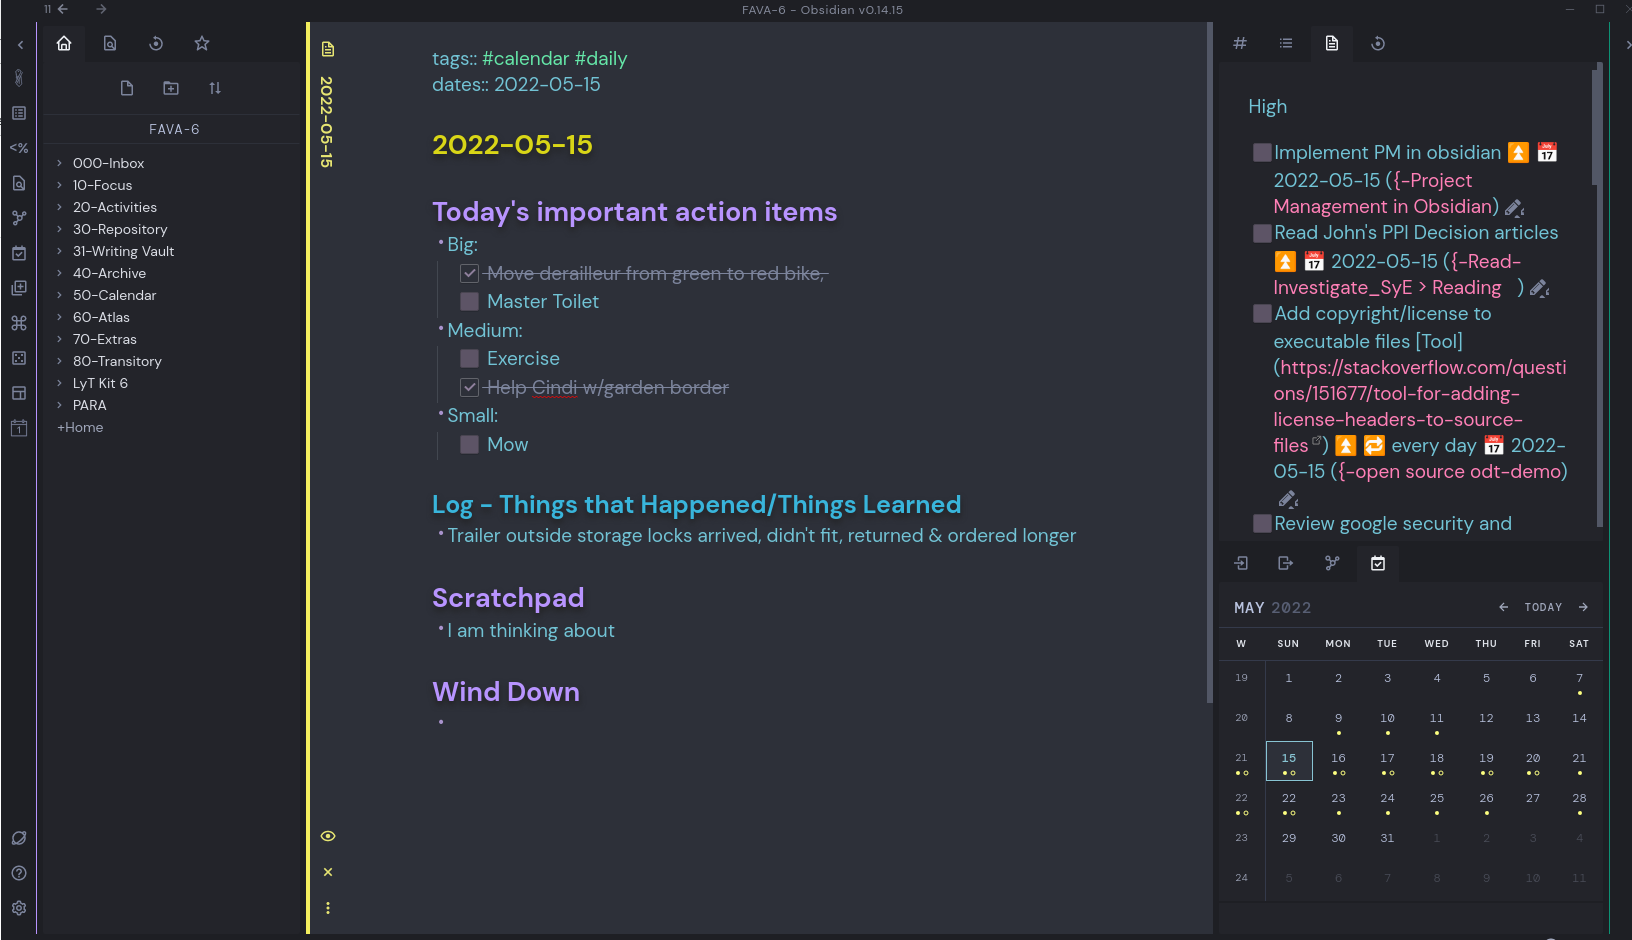 11
FAVA-6 - Obsidian v0.14.15
<%
FAVA-6
000-Inbox
10-Focus
20-Activities
30-Repository
31-Writing Vault
40-Archive
50-Calendar
60-Atlas
70-Extras
80-Transitory
LyT Kit 6
PARA
+Home
2022-05-15
tags:: #calendar #daily
dates:: 2022-05-15
2022-05-15
Today's important action items
Big:
Move derailleur from green to red bike,
Master Toilet
Medium:
Exercise
Help Cindi w/garden border
Small:
Mow
Log - Things that Happened/Things Learned
Trailer outside storage locks arrived, didn't fit, returned & ordered longer
Scratchpad
I am thinking about
Wind Down
High
Implement PM in obsidian ⏫ 📅
2022-05-15 ({-Project
Management in Obsidian)
Read John's PPI Decision articles
⏫ 📅 2022-05-15 ({-Read-
Investigate_SyE > Reading )
Add copyright/license to
executable files [Tool]
(https://stackoverflow.com/questi
ons/151677/tool-for-adding-
license-headers-to-source-
files) ⏫ 🔁 every day 📅 2022-
05-15 ({-open source odt-demo)
Review google security and
MAY 2022
TODAY
W SUN MON TUE WED THU FRI SAT
19 1 2 3 4 5 6 7
20 8 9 10 11 12 13 14
21 15 16 17 18 19 20 21
22 22 23 24 25 26 27 28
23 29 30 31 1 2 3 4
24 5 6 7 8 9 10 11